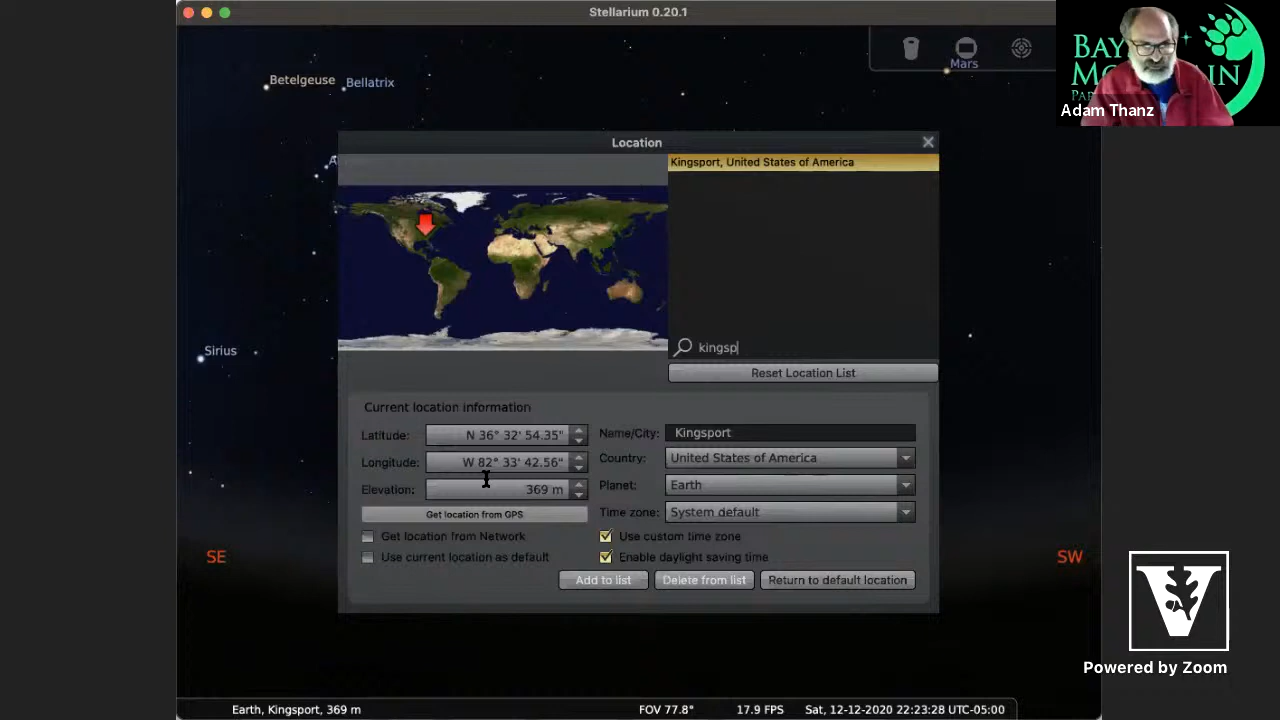 Stellarium 0.20.1
Betelgeuse
Bellatrix
Mars
BAY
MOUNTAIN
Adam Thanz
Location
Kingsport, United States of America
Sirius
kingsp
Reset Location List
Current location information
Latitude: N 36° 32' 54.35"
Longitude: W 82° 33' 42.56"
Elevation: 369 m
Get location from GPS
Get location from Network
Use current location as default
Name/City: Kingsport
Country: United States of America
Planet: Earth
Time zone: System default
Use custom time zone
Enable daylight saving time
Add to list
Delete from list
Return to default location
SE
SW
V
Powered by Zoom
Earth, Kingsport, 369 m
FOV 77.8°
17.9 FPS
Sat, 12-12-2020 22:23:28 UTC-05:00